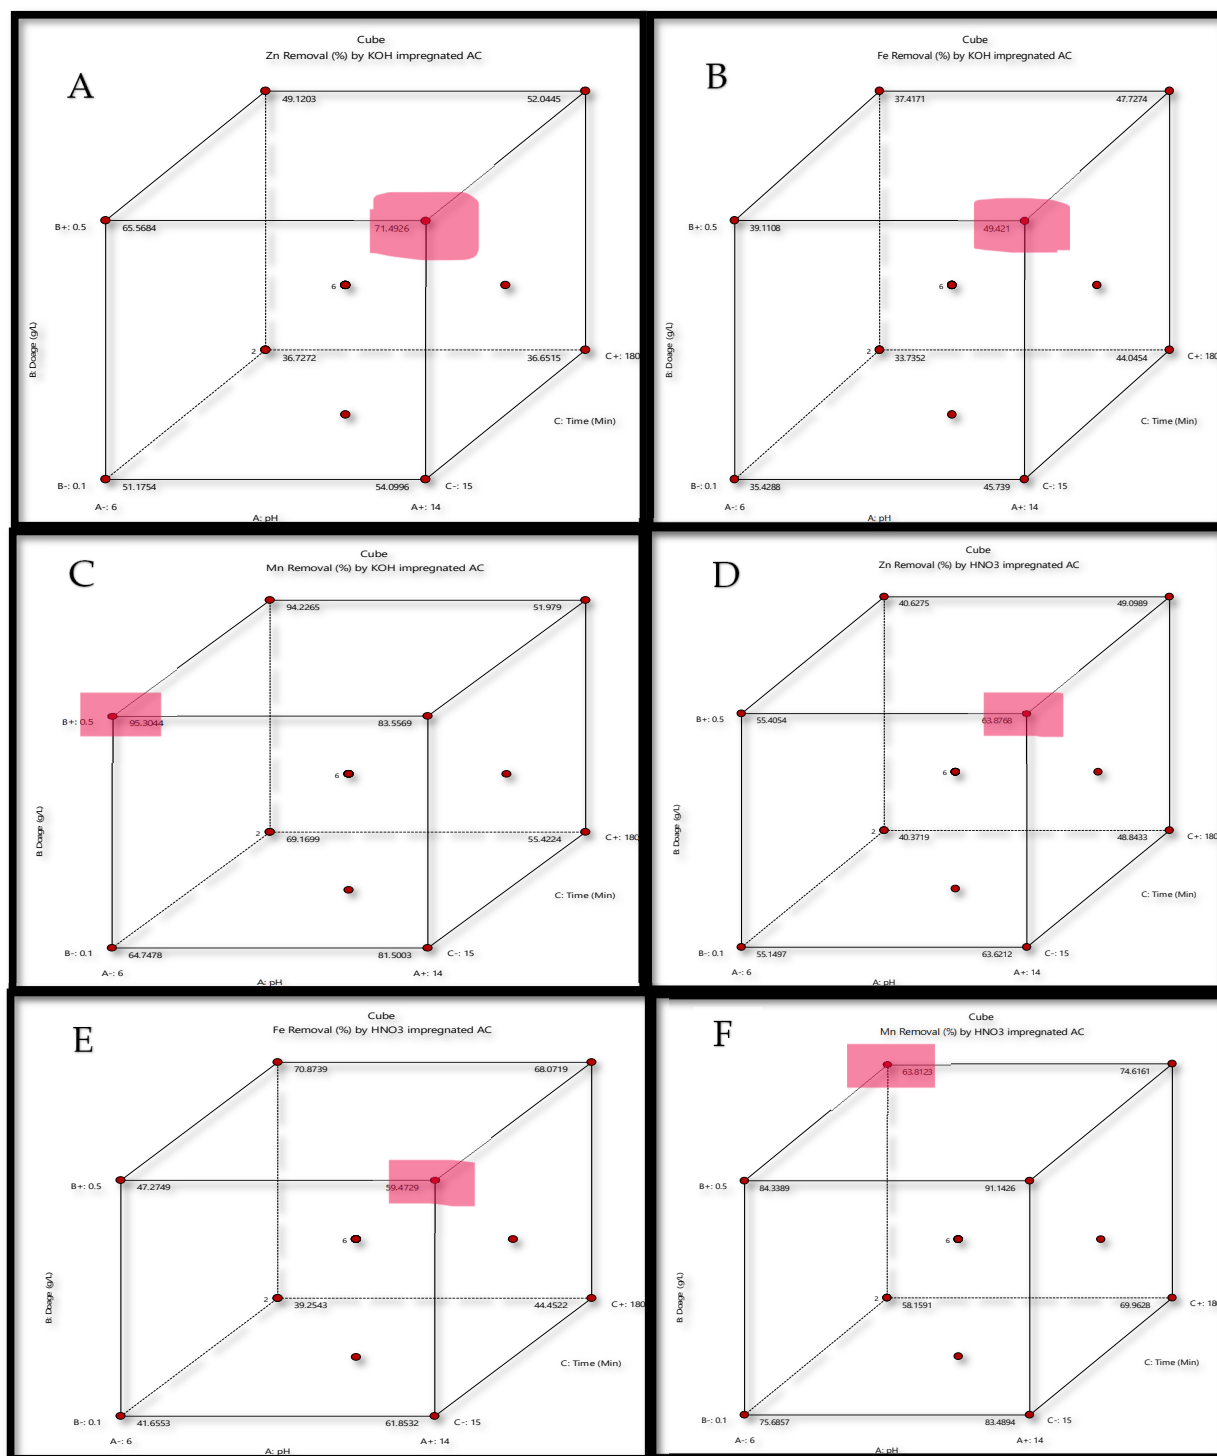 A
Cube
Zn Removal (%) by KOH impregnated AC
49.1203
52.0445
B+: 0.5
65.5684
71.4926
6
B: Doage (g/L)
2
36.7272
36.6515
C+: 180
C: Time (Min)
B-: 0.1
51.1754
54.0996
C-: 15
A-: 6
A+: 14
A: pH
B
Cube
Fe Removal (%) by KOH impregnated AC
37.4171
47.7274
B+: 0.5
39.1108
49.421
6
B: Doage (g/L)
2
33.7352
44.0454
C+: 180
C: Time (Min)
B-: 0.1
35.4288
45.739
C-: 15
A-: 6
A+: 14
A: pH
C
Cube
Mn Removal (%) by KOH impregnated AC
94.2265
51.979
B+: 0.5
95.3044
83.5569
6
B: Doage (g/L)
2
69.1699
55.4224
C+: 180
C: Time (Min)
B-: 0.1
64.7478
81.5003
C-: 15
A-: 6
A+: 14
A: pH
D
Cube
Zn Removal (%) by HNO3 impregnated AC
40.6275
49.0989
B+: 0.5
55.4054
63.8768
6
B: Doage (g/L)
2
40.3719
48.8433
C+: 180
C: Time (Min)
B-: 0.1
55.1497
63.6212
C-: 15
A-: 6
A+: 14
A: pH
E
Cube
Fe Removal (%) by HNO3 impregnated AC
70.8739
68.0719
B+: 0.5
47.2749
59.4729
6
B: Doage (g/L)
2
39.2543
44.4522
C+: 180
C: Time (Min)
B-: 0.1
41.6553
61.8532
C-: 15
A-: 6
A+: 14
A: pH
F
Cube
Mn Removal (%) by HNO3 impregnated AC
63.8123
74.6161
B+: 0.5
84.3389
91.1426
6
B: Doage (g/L)
2
58.1591
69.9628
C+: 18
C: Time (Min)
B-: 0.1
75.6857
83.4894
C-: 15
A-: 6
A+: 14
A: pH